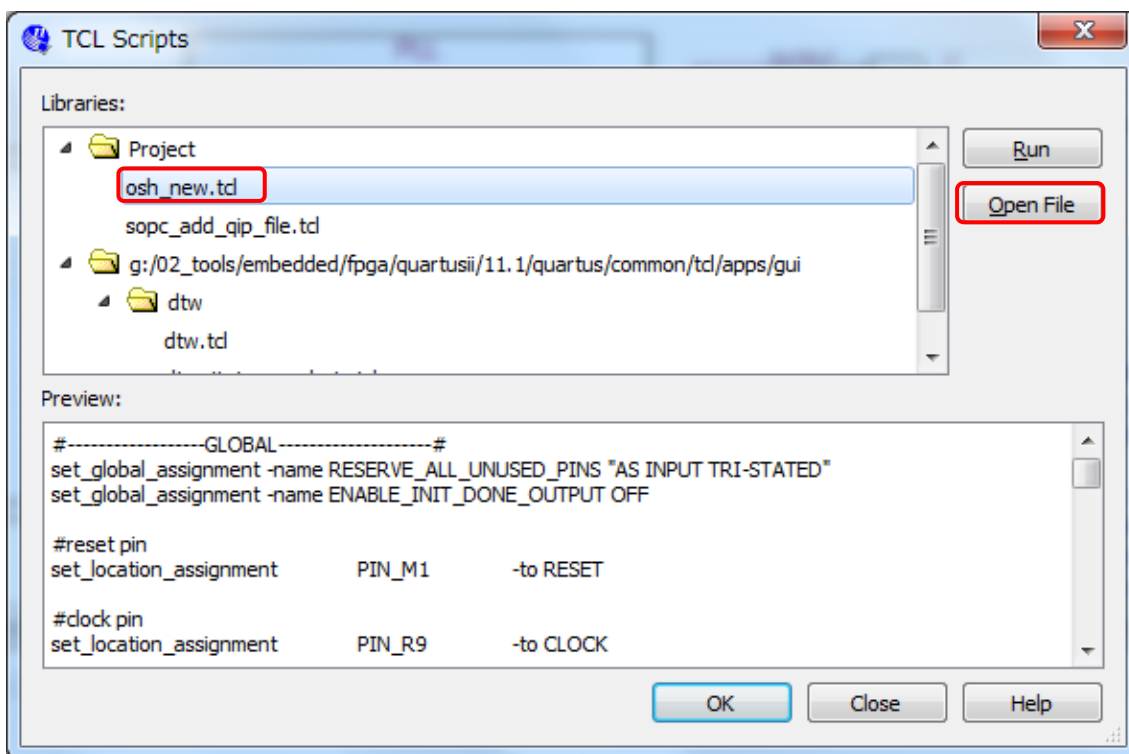 TCL Scripts
Libraries:
Project
Run
osh_new.tcl
Open File
sopc_add_qip_file.tcl
g:/02_tools/embedded/fpga/quartusii/11.1/quartus/common/tcl/apps/gui
dtw
dtw.tcl
Preview:
#------------------GLOBAL--------------------#
set_global_assignment -name RESERVE_ALL_UNUSED_PINS "AS INPUT TRI-STATED"
set_global_assignment -name ENABLE_INIT_DONE_OUTPUT OFF
#reset pin
set_location_assignment PIN_M1 -to RESET
#clock pin
set_location_assignment PIN_R9 -to CLOCK
OK Close Help